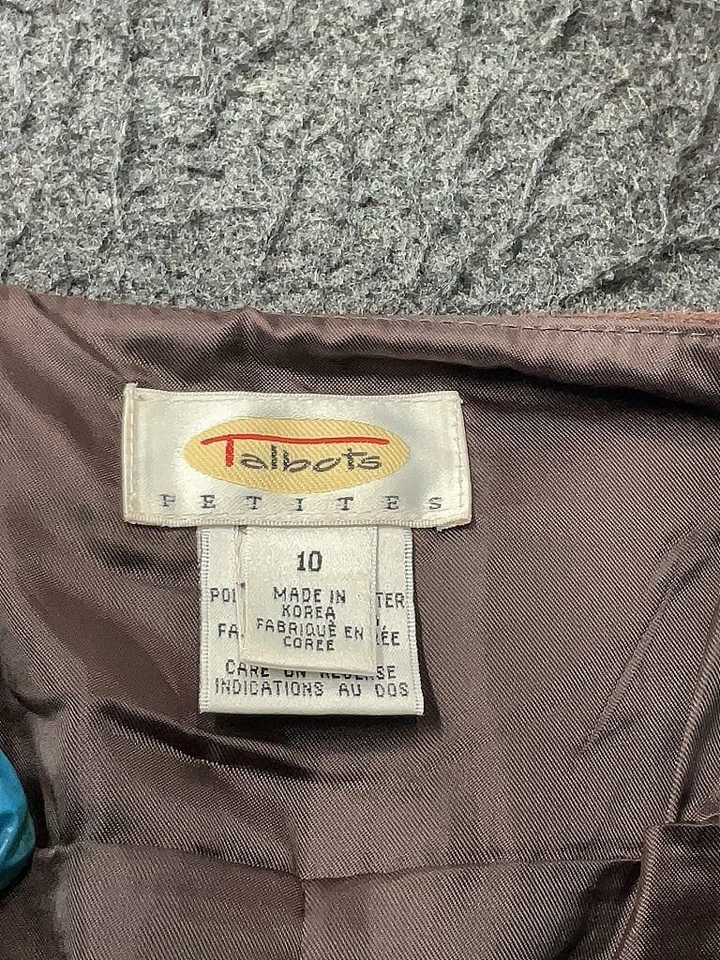 Talbots
PETITES
10
MADE IN
KOREA
FABRIQUÉ EN
CORÉE
CARE ON REVERSE
INDICATIONS AU DOS